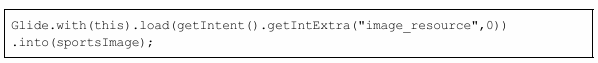 Glide.with(this).load(getIntent().getIntExtra("image_resource",0))
.into(sportsImage);